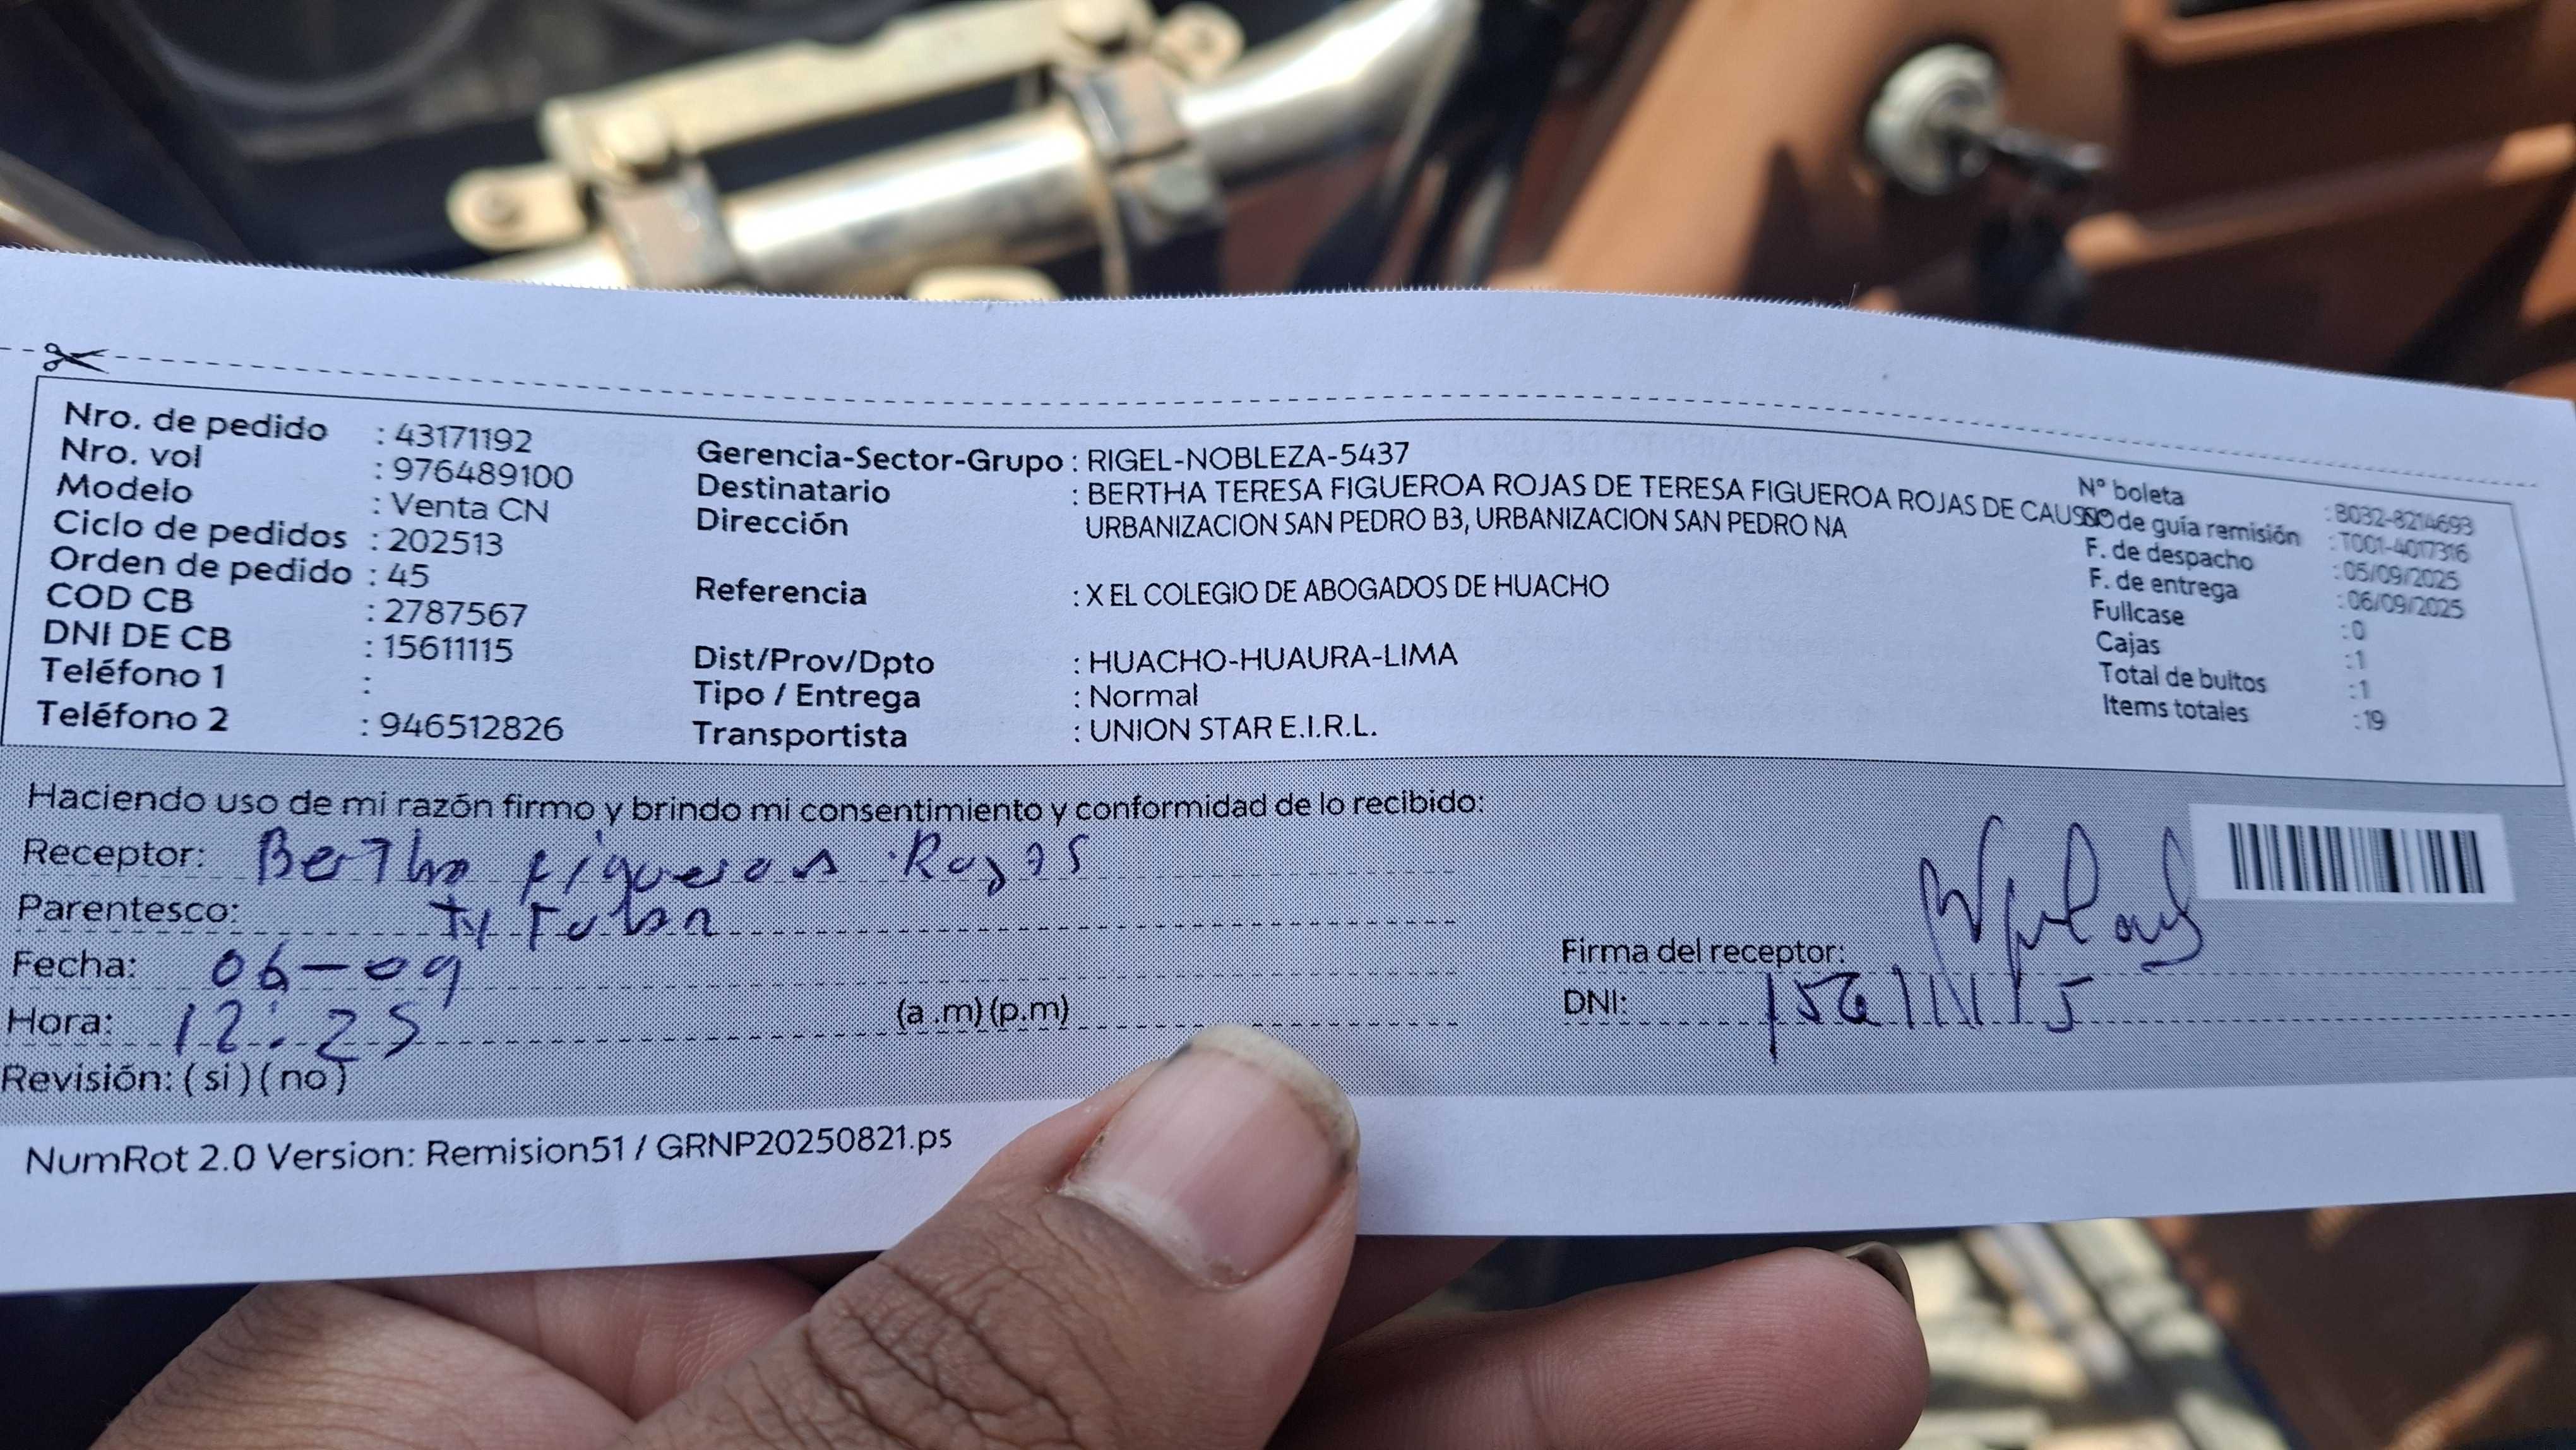 Nro. de pedido : 43171192
Nro. vol : 976489100
Modelo : Venta CN
Ciclo de pedidos : 202513
Orden de pedido : 45
COD CB : 2787567
DNI DE CB : 15611115
Teléfono 1 :
Teléfono 2 : 946512826
Gerencia-Sector-Grupo : RIGEL-NOBLEZA-5437
Destinatario : BERTHA TERESA FIGUEROA ROJAS DE TERESA FIGUEROA ROJAS DE CAUSSO
Dirección URBANIZACION SAN PEDRO B3, URBANIZACION SAN PEDRO NA
Referencia : X EL COLEGIO DE ABOGADOS DE HUACHO
Dist/Prov/Dpto : HUACHO-HUAURA-LIMA
Tipo / Entrega : Normal
Transportista : UNION STAR E.I.R.L.
N° boleta : B032-8214693
de guía remisión : T001-4017316
F. de despacho : 05/09/2025
F. de entrega : 06/09/2025
Fullcase : 0
Cajas : 1
Total de bultos : 1
Items totales : 19
Haciendo uso de mi razón firmo y brindo mi consentimiento y conformidad de lo recibido:
Receptor: Bertha Figueroa Rojas
Parentesco:
Fecha: 06-09
Hora: 12:25 (a .m) (p.m)
Revisión: ( si ) ( no )
Firma del receptor:
DNI: 15611115
NumRot 2.0 Version: Remision51 / GRNP20250821.ps